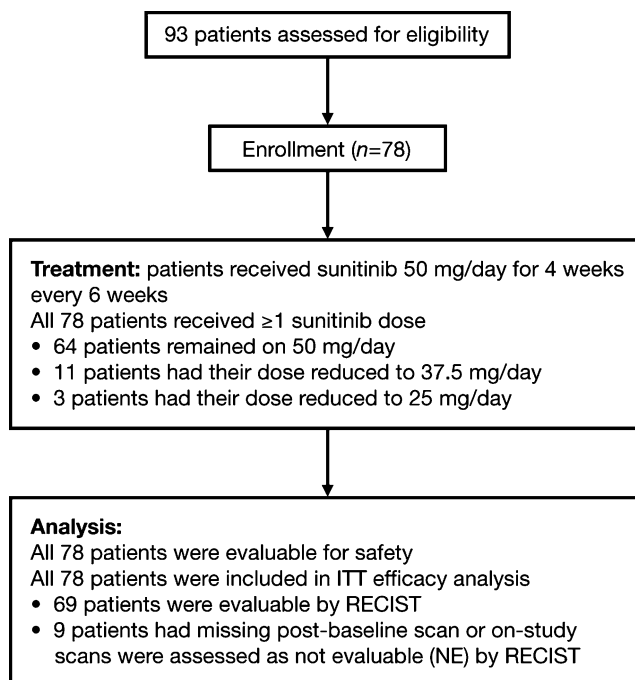 93 patients assessed for eligibility
Enrollment (n=78)
Treatment: patients received sunitinib 50 mg/day for 4 weeks
every 6 weeks
All 78 patients received ≥1 sunitinib dose
• 64 patients remained on 50 mg/day
• 11 patients had their dose reduced to 37.5 mg/day
• 3 patients had their dose reduced to 25 mg/day
Analysis:
All 78 patients were evaluable for safety
All 78 patients were included in ITT efficacy analysis
• 69 patients were evaluable by RECIST
• 9 patients had missing post-baseline scan or on-study
scans were assessed as not evaluable (NE) by RECIST